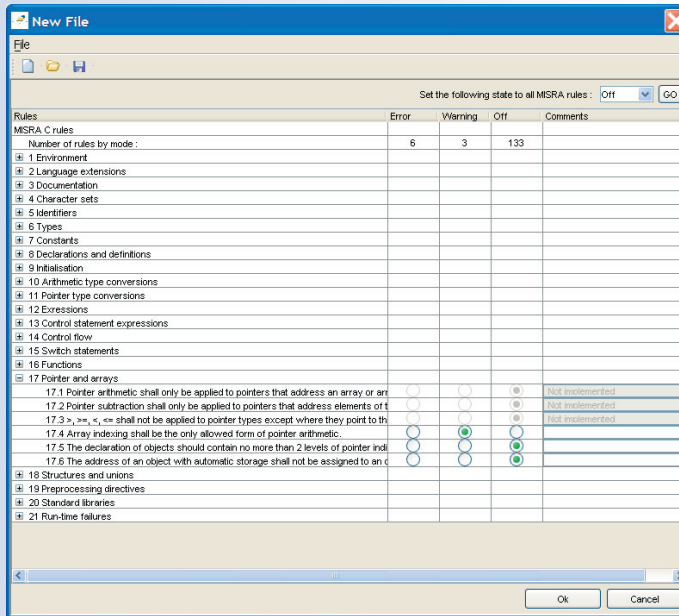 New File
File
Set the following state to all MISRA rules : Off GO
Rules Error Warning Off Comments
MISRA C rules
Number of rules by mode : 6 3 133
1 Environment
2 Language extensions
3 Documentation
4 Character sets
5 Identifiers
6 Types
7 Constants
8 Declarations and definitions
9 Initialisation
10 Arithmetic type conversions
11 Pointer type conversions
12 Exressions
13 Control statement expressions
14 Control flow
15 Switch statements
16 Functions
17 Pointer and arrays
17.1 Pointer arithmetic shall only be applied to pointers that address an array or arr Not implemented
17.2 Pointer subtraction shall only be applied to pointers that address elements of t Not implemented
17.3 >, >=, <, <= shall not be applied to pointer types except where they point to th Not implemented
17.4 Array indexing shall be the only allowed form of pointer arithmetic.
17.5 The declaration of objects should contain no more than 2 levels of pointer indi
17.6 The address of an object with automatic storage shall not be assigned to an o
18 Structures and unions
19 Preprocessing directives
20 Standard libraries
21 Run-time failures
Ok Cancel